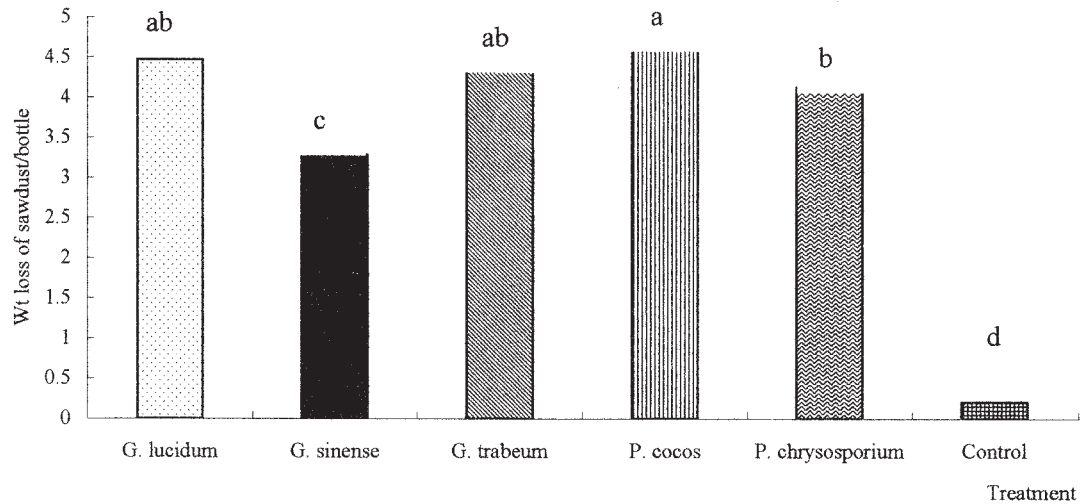 Wt loss of sawdust/bottle
5
4.5
4
3.5
3
2.5
2
1.5
1
0.5
0
ab
c
ab
a
b
d
G. lucidum G. sinense G. trabeum P. cocos P. chrysosporium Control
Treatment